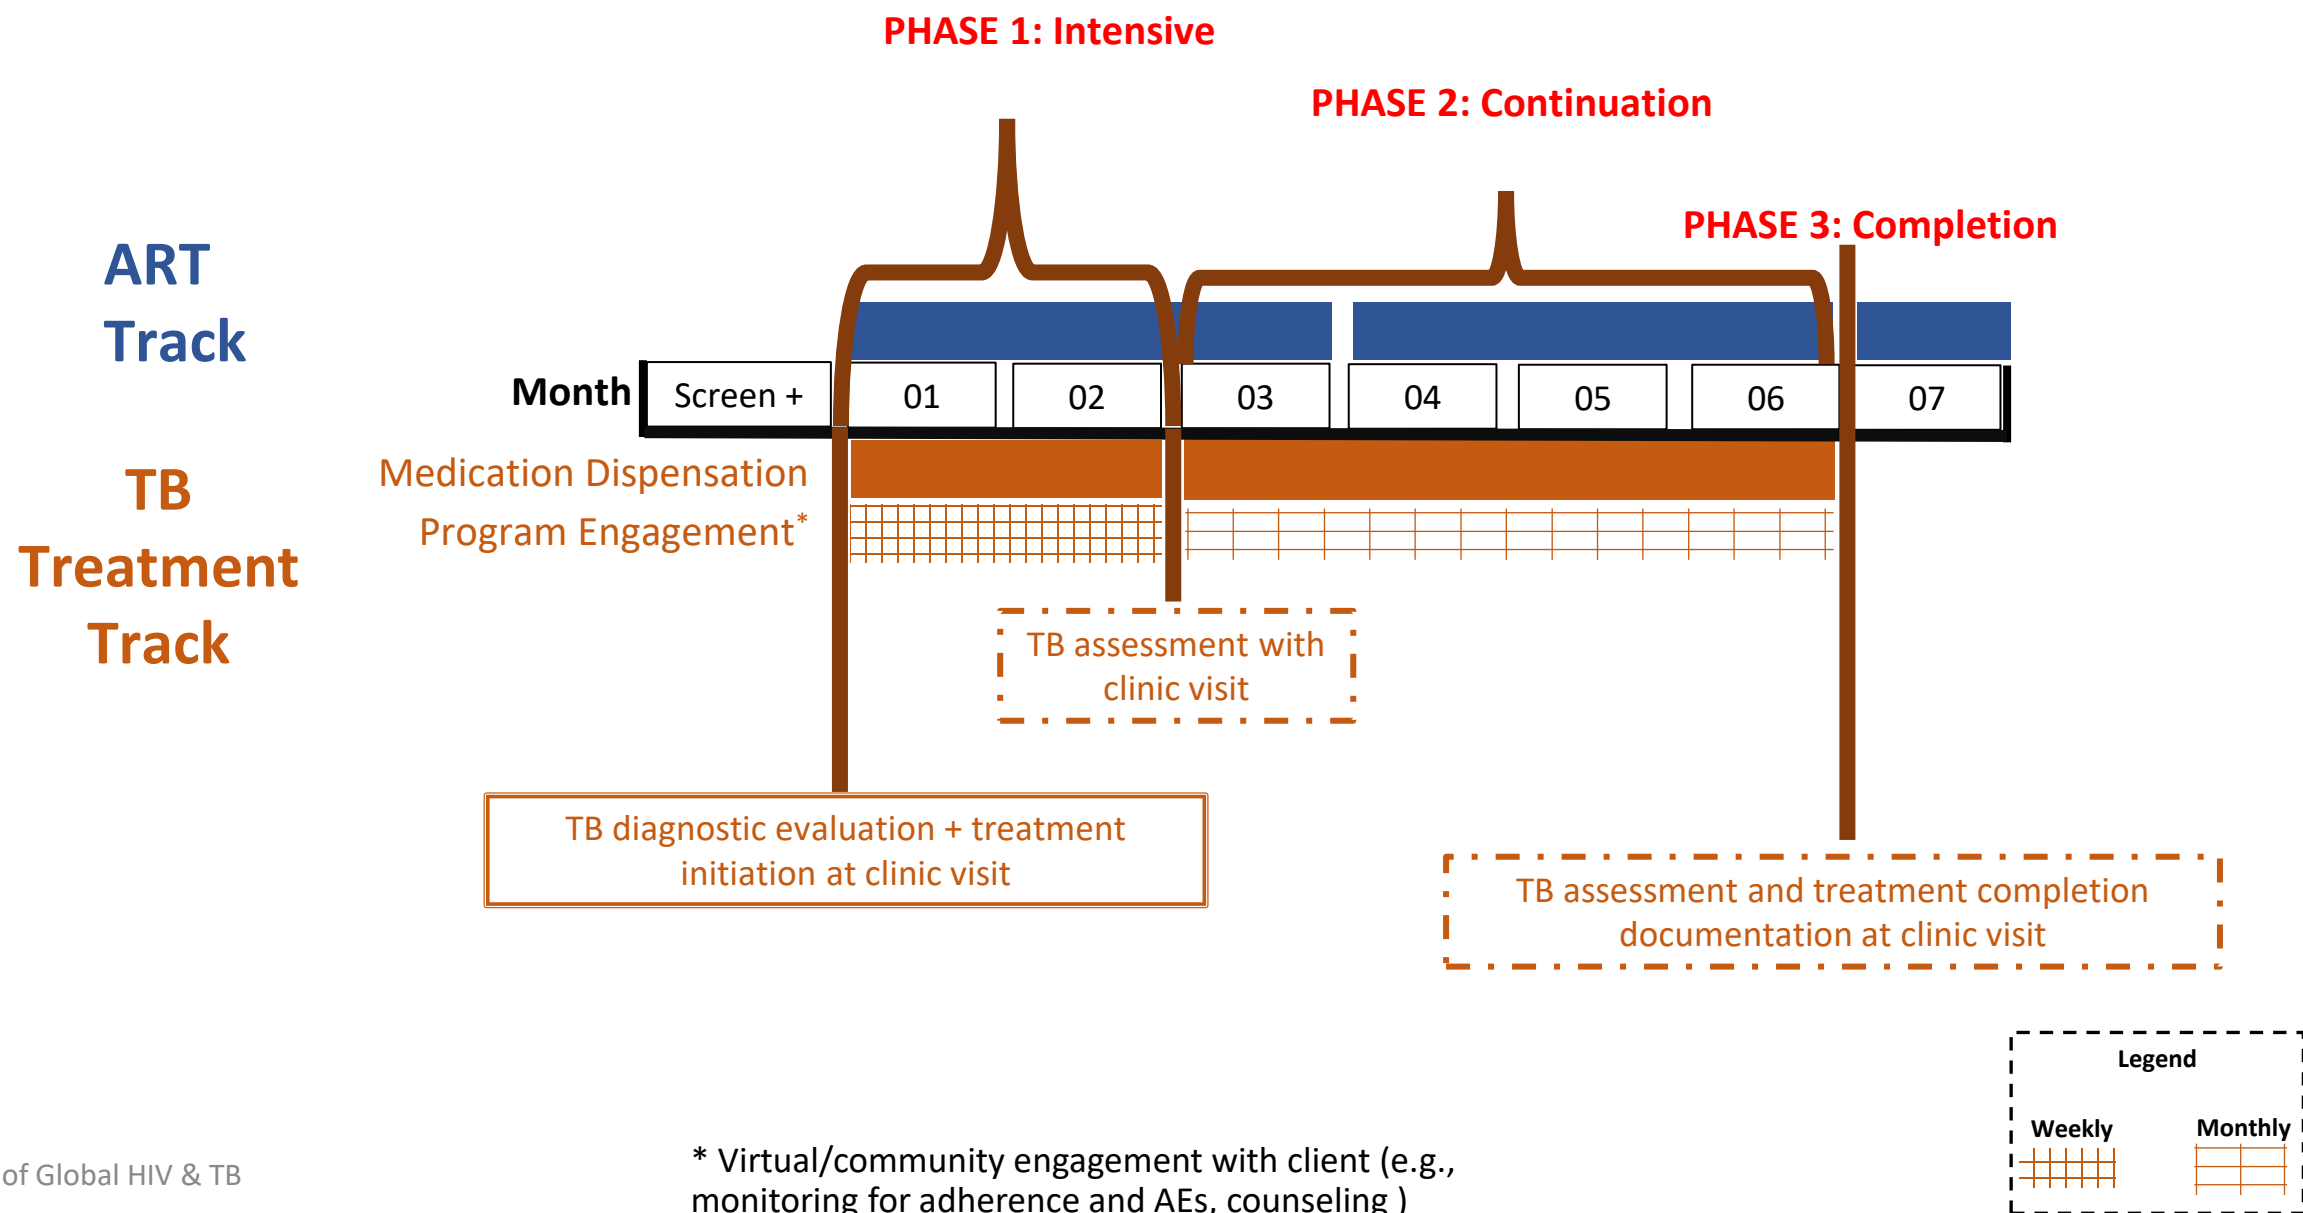 PHASE 1: Intensive
PHASE 2: Continuation
PHASE 3: Completion
ART
Track
Month
Screen +
01
02
03
04
05
06
07
TB
Treatment
Track
Medication Dispensation
Program Engagement*
TB assessment with
clinic visit
TB diagnostic evaluation + treatment
initiation at clinic visit
TB assessment and treatment completion
documentation at clinic visit
Legend
Weekly
Monthly
* Virtual/community engagement with client (e.g.,
monitoring for adherence and AEs, counseling )
of Global HIV & TB